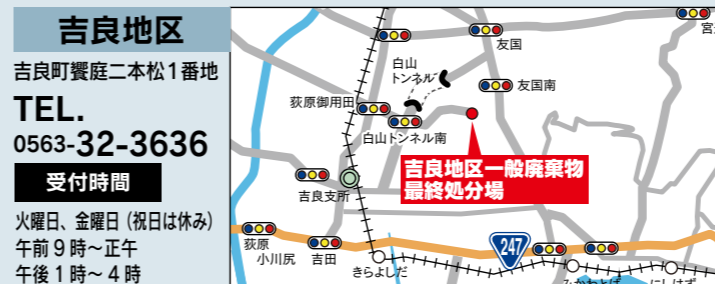 吉良地区
吉良町饗庭二本松1番地
TEL.
0563-32-3636
受付時間
火曜日、金曜日(祝日は休み)
午前9時〜正午
午後1時〜4時
友国
白山
トンネル
友国南
荻原御用田
白山トンネル南
吉良地区一般廃棄物
最終処分場
吉良支所
荻原
小川尻
吉田
247
きらよしだ